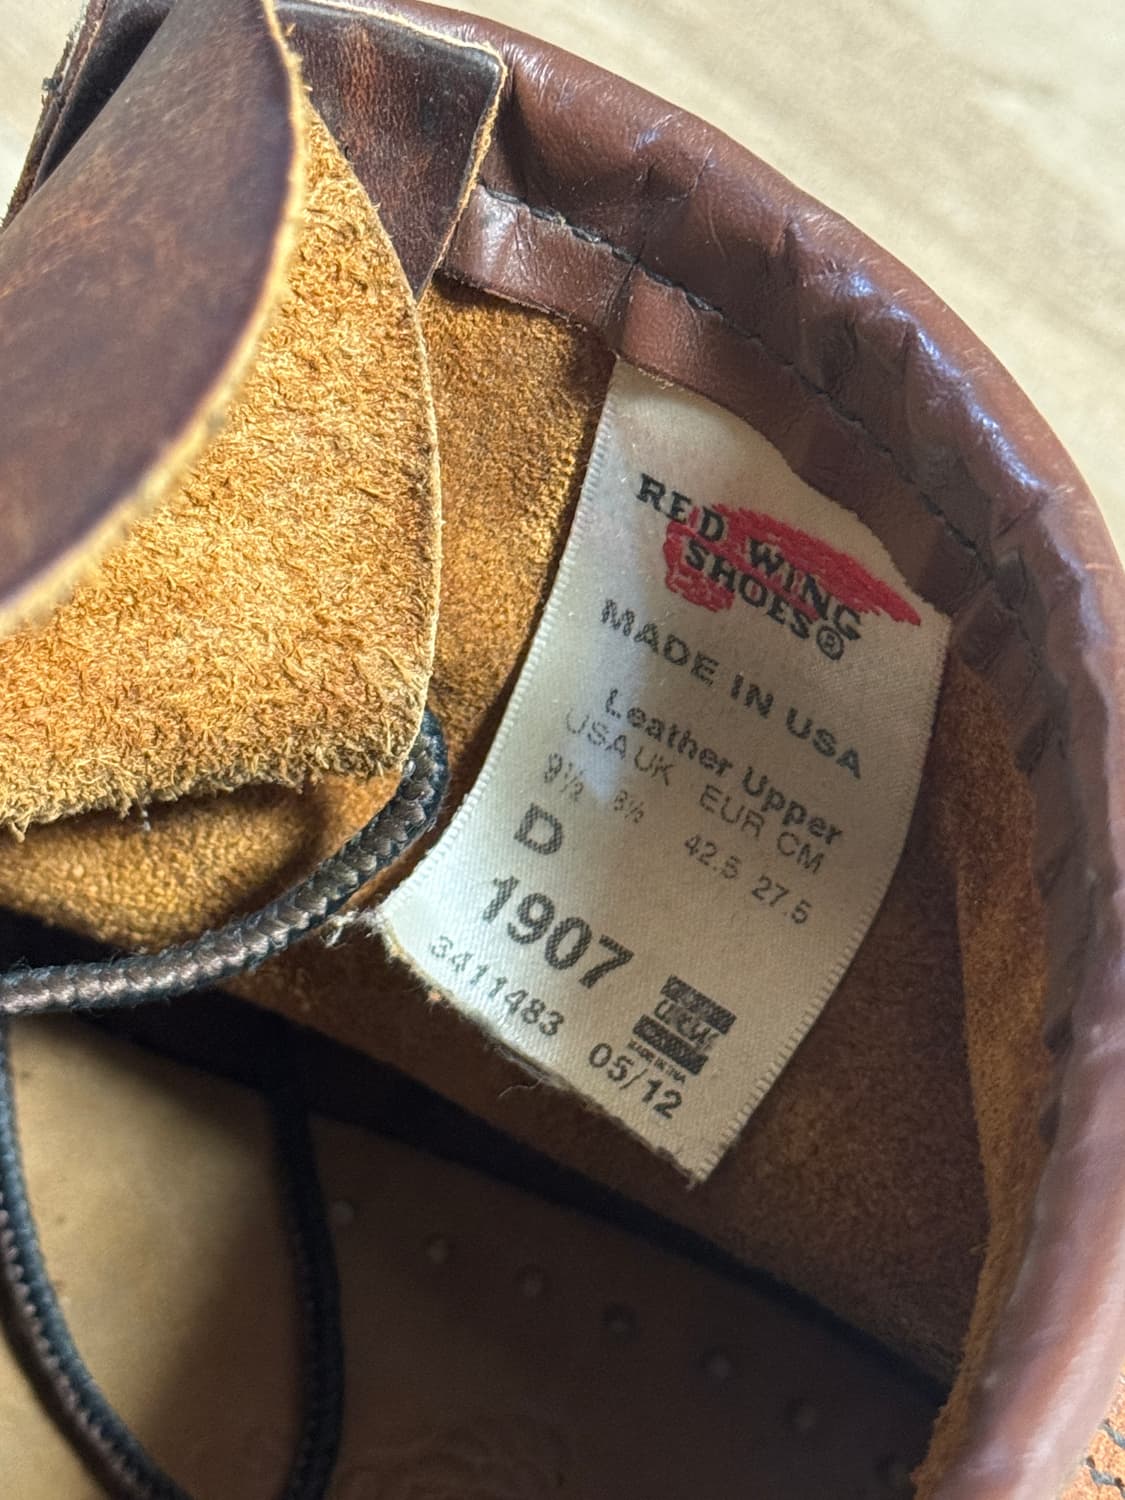 RED WING
SHOES®
MADE IN USA
Leather Upper
USA UK EUR CM
9½ 8½ 42.5 27.5
D
1907
3411483
05/12